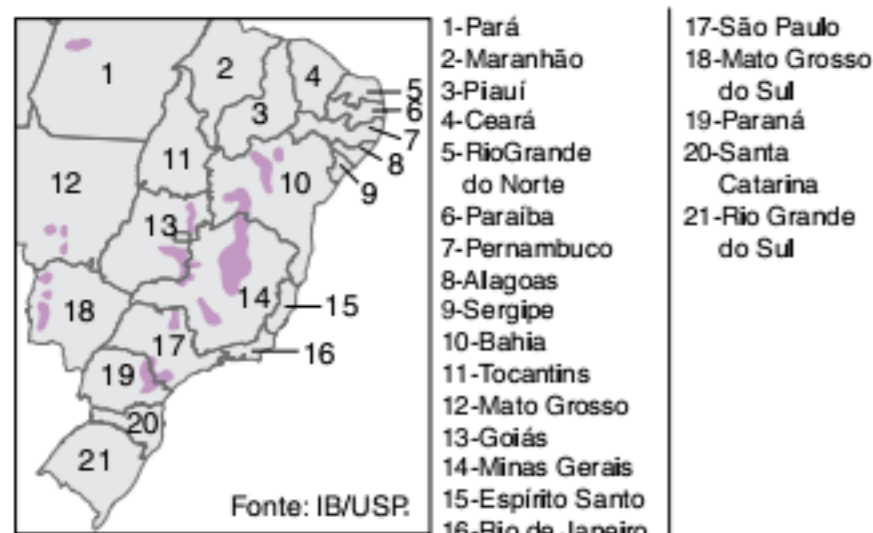 1
2
3
4
5
6
7
8
9
10
11
12
13
14
15
16
17
18
19
20
21
Fonte: IB/USP.
1-Pará
2-Maranhão
3-Piauí
4-Ceará
5-RioGrande
do Norte
6-Paraíba
7-Pernambuco
8-Alagoas
9-Sergipe
10-Bahia
11-Tocantins
12-Mato Grosso
13-Goiás
14-Minas Gerais
15-Espírito Santo
16-Rio de Janeiro
17-São Paulo
18-Mato Grosso
do Sul
19-Paraná
20-Santa
Catarina
21-Rio Grande
do Sul